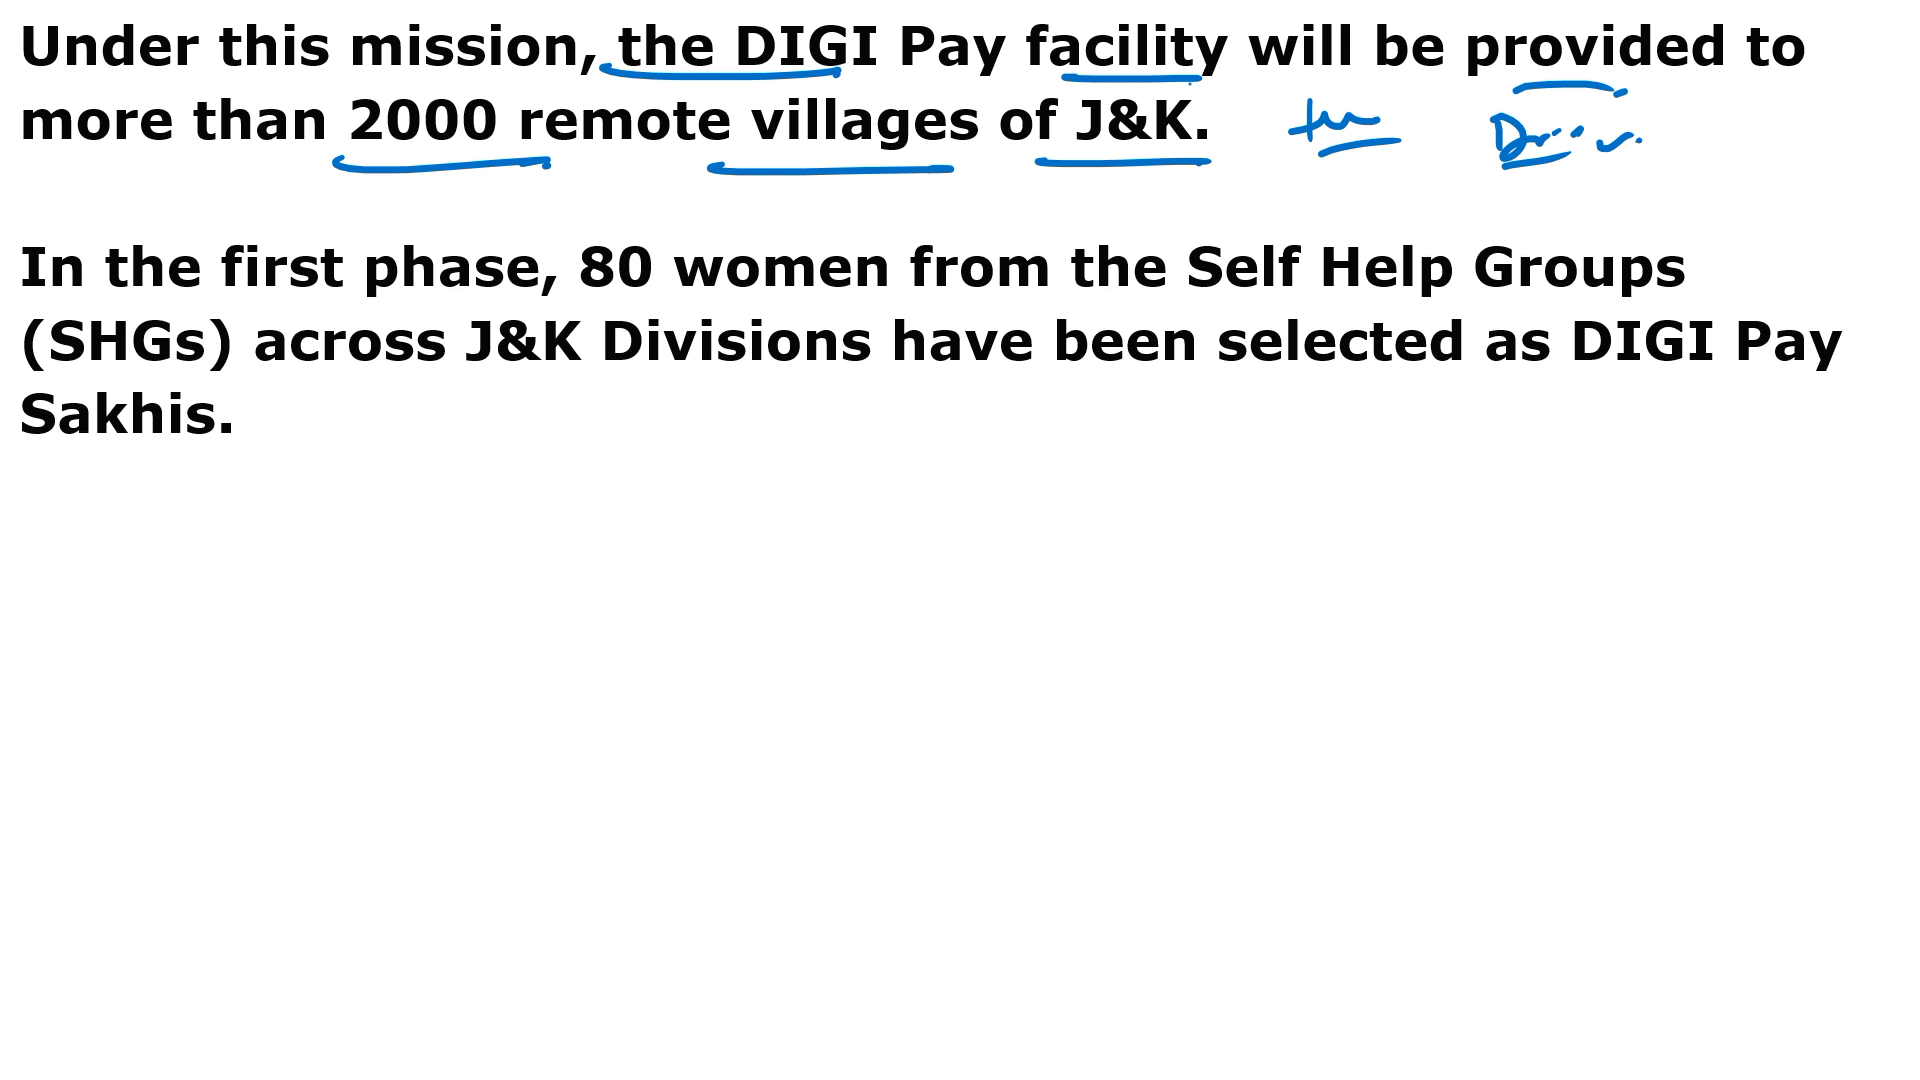 Under this mission, the DIGI Pay facility will be provided to
more than 2000 remote villages of J&K.
In the first phase, 80 women from the Self Help Groups
(SHGs) across J&K Divisions have been selected as DIGI Pay
Sakhis.